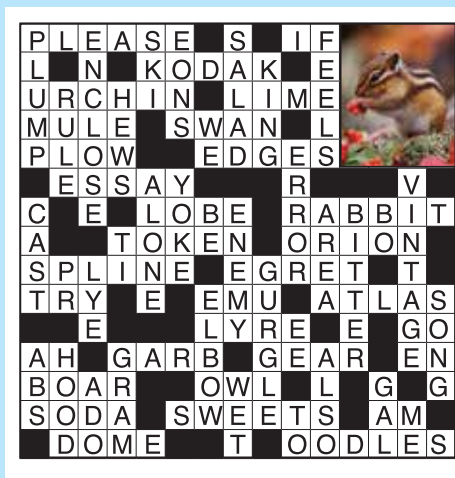 PLEASE S IF
L N KODAK E
URCHIN LIME
MULE SWAN L
PLOW EDGES
ESSAY R V
C E LOBE RABBIT
A TOKEN ORION
SPLINE EGRET T
TRY E EMU ATLAS
E LYRE E GO
AH GARB GEAR EN
BOAR OWL L G G
SODA SWEETS AM
DOME T OODLES